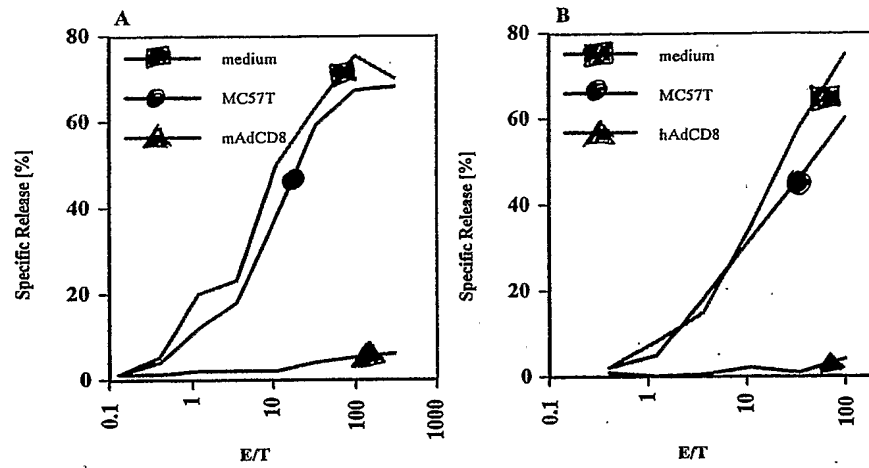 A
80
60
40
20
0
Specific Release [%]
medium
MC57T
mAdCD8
0.1
1
10
100
1000
E/T
B
80
60
40
20
0
Specific Release [%]
medium
MC57T
hAdCD8
0.1
1
10
100
E/T